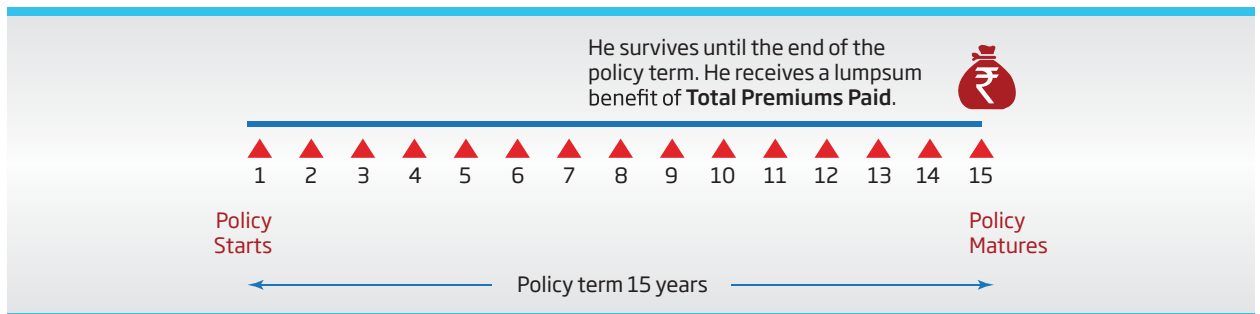 He survives until the end of the
policy term. He receives a lumpsum
benefit of Total Premiums Paid.
₹
1 2 3 4 5 6 7 8 9 10 11 12 13 14 15
Policy
Starts
Policy
Matures
Policy term 15 years